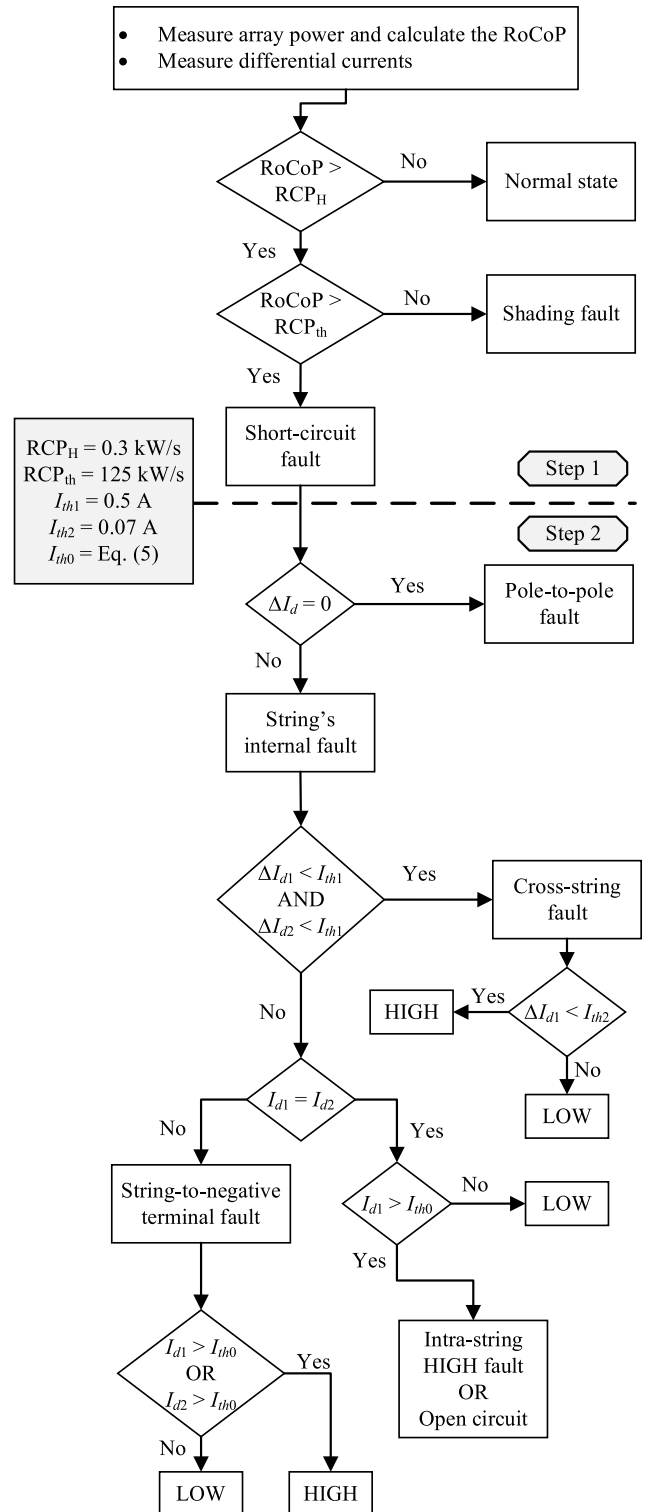 • Measure array power and calculate the RoCoP
• Measure differential currents
RoCoP >
RCP_H
No
Normal state
Yes
RoCoP >
RCP_th
No
Shading fault
Yes
Short-circuit
fault
RCP_H = 0.3 kW/s
RCP_th = 125 kW/s
I_th1 = 0.5 A
I_th2 = 0.07 A
I_th0 = Eq. (5)
Step 1
Step 2
ΔI_d = 0
Yes
Pole-to-pole
fault
No
String's
internal fault
ΔI_d1 < I_th1
AND
ΔI_d2 < I_th1
Yes
Cross-string
fault
No
ΔI_d1 < I_th2
Yes
HIGH
No
LOW
I_d1 = I_d2
No
String-to-negative
terminal fault
Yes
I_d1 > I_th0
No
LOW
Yes
Intra-string
HIGH fault
OR
Open circuit
I_d1 > I_th0
OR
I_d2 > I_th0
Yes
No
LOW
HIGH